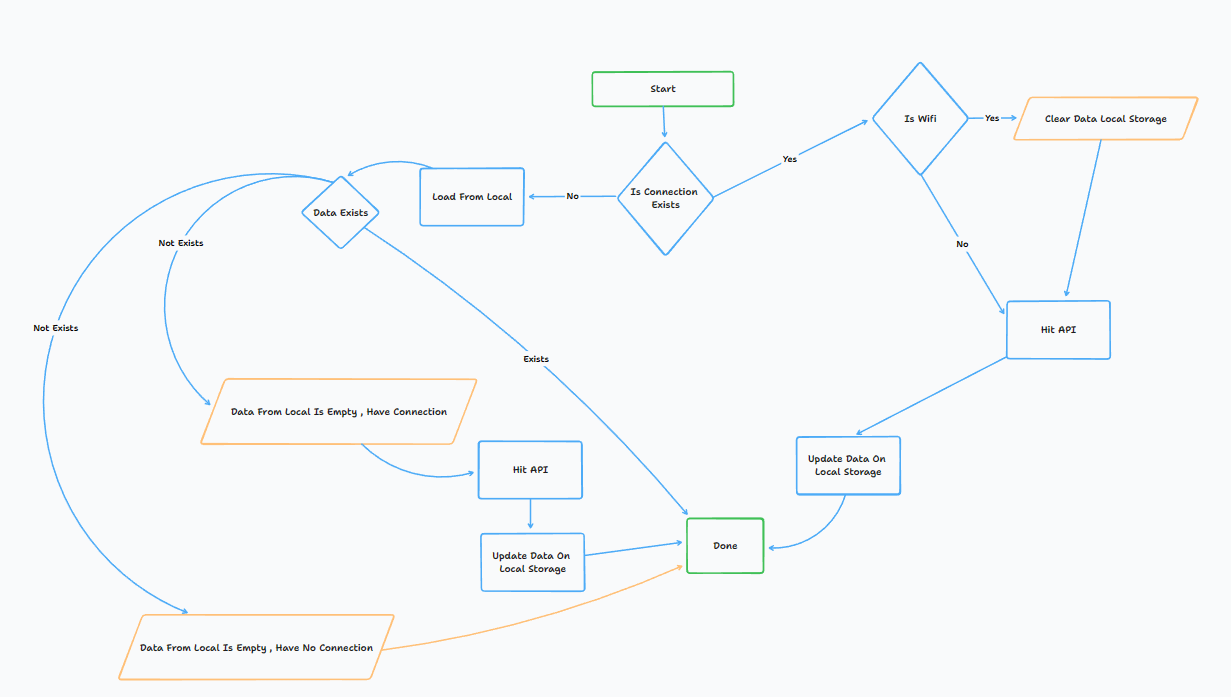 Start
Is Wifi
Yes
Clear Data Local Storage
Yes
Is Connection
Exists
No
Load From Local
Data Exists
Not Exists
No
Not Exists
Hit API
Exists
Data From Local Is Empty , Have Connection
Hit API
Update Data On
Local Storage
Done
Update Data On
Local Storage
Data From Local Is Empty , Have No Connection